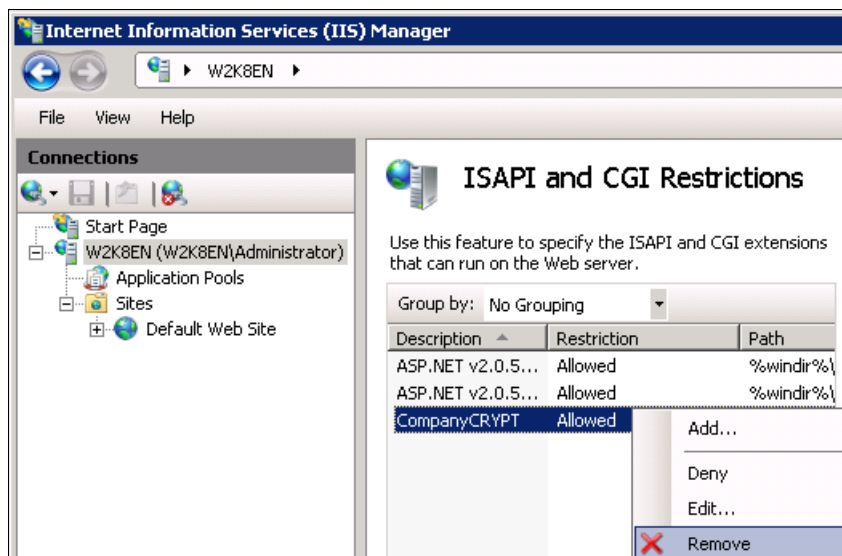 Internet Information Services (IIS) Manager
W2K8EN
File View Help
Connections
Start Page
W2K8EN (W2K8EN\Administrator)
Application Pools
Sites
Default Web Site
ISAPI and CGI Restrictions
Use this feature to specify the ISAPI and CGI extensions
that can run on the Web server.
Group by: No Grouping
Description Restriction Path
ASP.NET v2.0.5... Allowed %windir%\
ASP.NET v2.0.5... Allowed %windir%\
CompanyCRYPT Allowed
Add...
Deny
Edit...
Remove